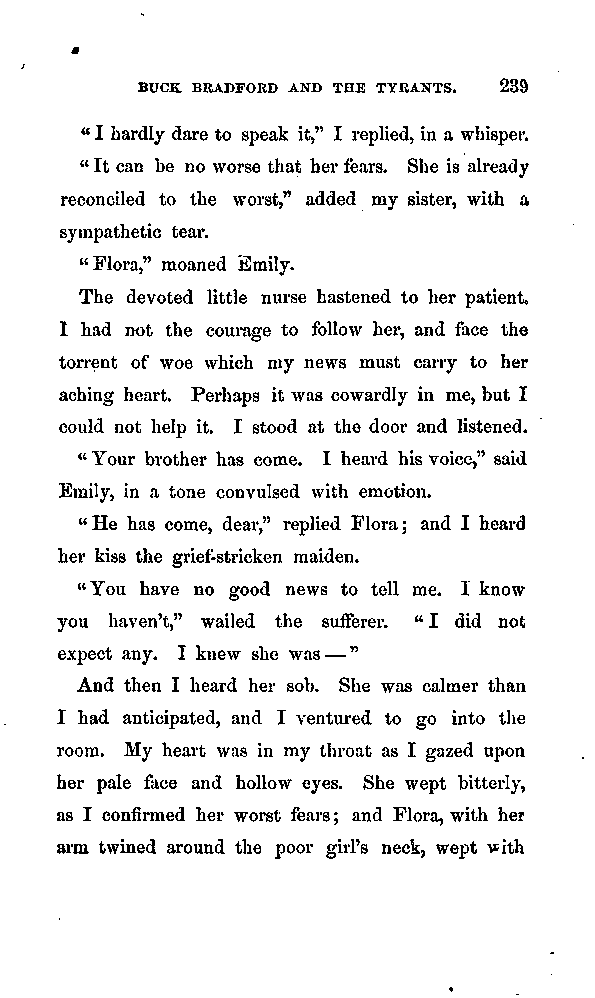 BUCK BRADFORD AND THE TYRANTS. 239
"I hardly dare to speak it," I replied, in a whisper.
"It can be no worse that her fears. She is already
reconciled to the worst," added my sister, with a
sympathetic tear.
"Flora," moaned Emily.
The devoted little nurse hastened to her patient.
I had not the courage to follow her, and face the
torrent of woe which my news must carry to her
aching heart. Perhaps it was cowardly in me, but I
could not help it. I stood at the door and listened.
"Your brother has come. I heard his voice," said
Emily, in a tone convulsed with emotion.
"He has come, dear," replied Flora; and I heard
her kiss the grief-stricken maiden.
"You have no good news to tell me. I know
you haven't," wailed the sufferer. "I did not
expect any. I knew she was — "
And then I heard her sob. She was calmer than
I had anticipated, and I ventured to go into the
room. My heart was in my throat as I gazed upon
her pale face and hollow eyes. She wept bitterly,
as I confirmed her worst fears; and Flora, with her
arm twined around the poor girl's neck, wept with